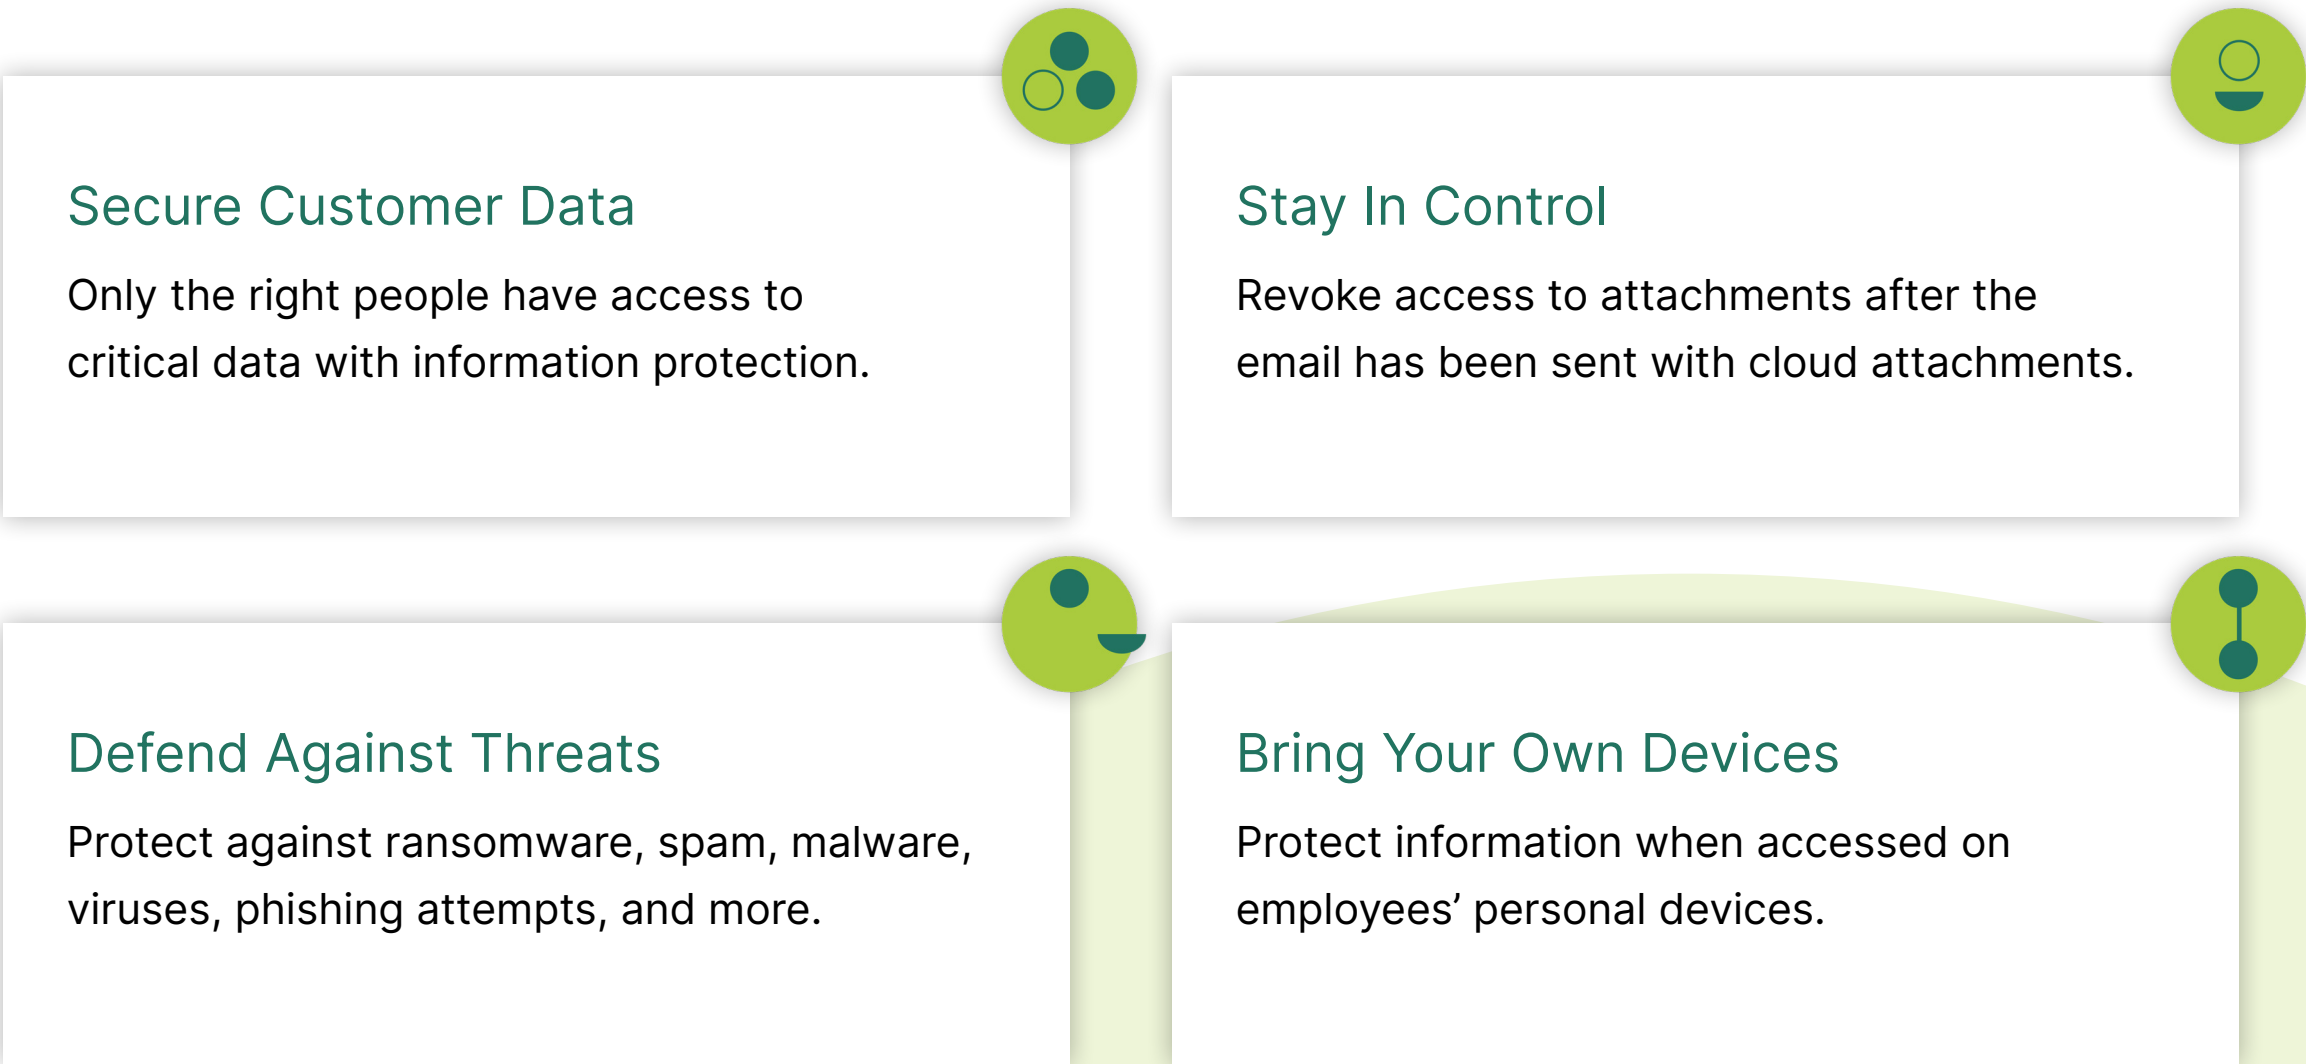 Secure Customer Data
Only the right people have access to
critical data with information protection.
Stay In Control
Revoke access to attachments after the
email has been sent with cloud attachments.
Defend Against Threats
Protect against ransomware, spam, malware,
viruses, phishing attempts, and more.
Bring Your Own Devices
Protect information when accessed on
employees’ personal devices.